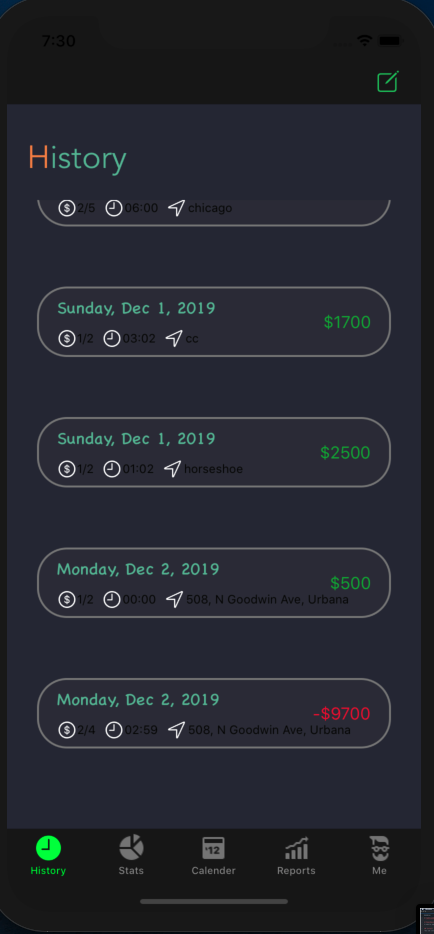 7:30
History
2/5 06:00 chicago
Sunday, Dec 1, 2019
$1700
1/2 03:02 cc
Sunday, Dec 1, 2019
$2500
1/2 01:02 horseshoe
Monday, Dec 2, 2019
$500
1/2 00:00 508, N Goodwin Ave, Urbana
Monday, Dec 2, 2019
-$9700
2/4 02:59 508, N Goodwin Ave, Urbana
History Stats Calender Reports Me